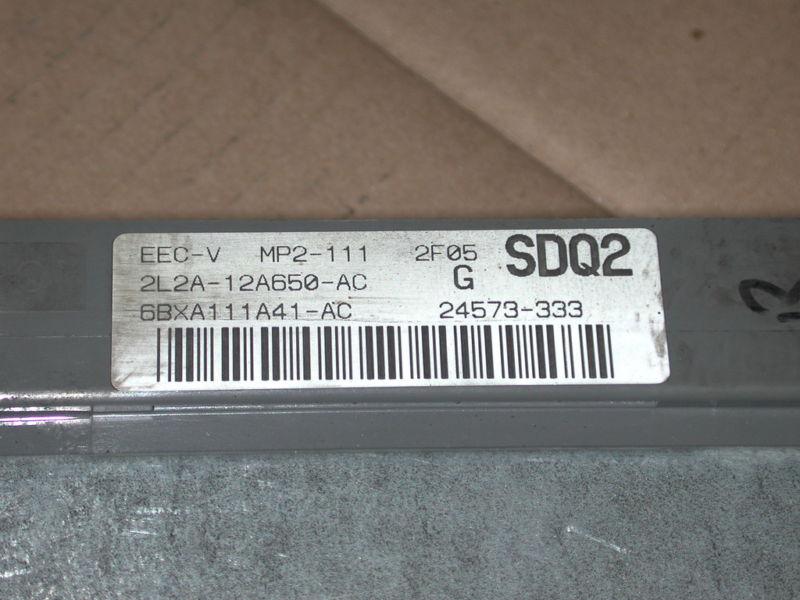 EEC-V MP2-111 2F05 SDQ2
2L2A-12A650-AC G
6BXA111A41-AC 24573-333